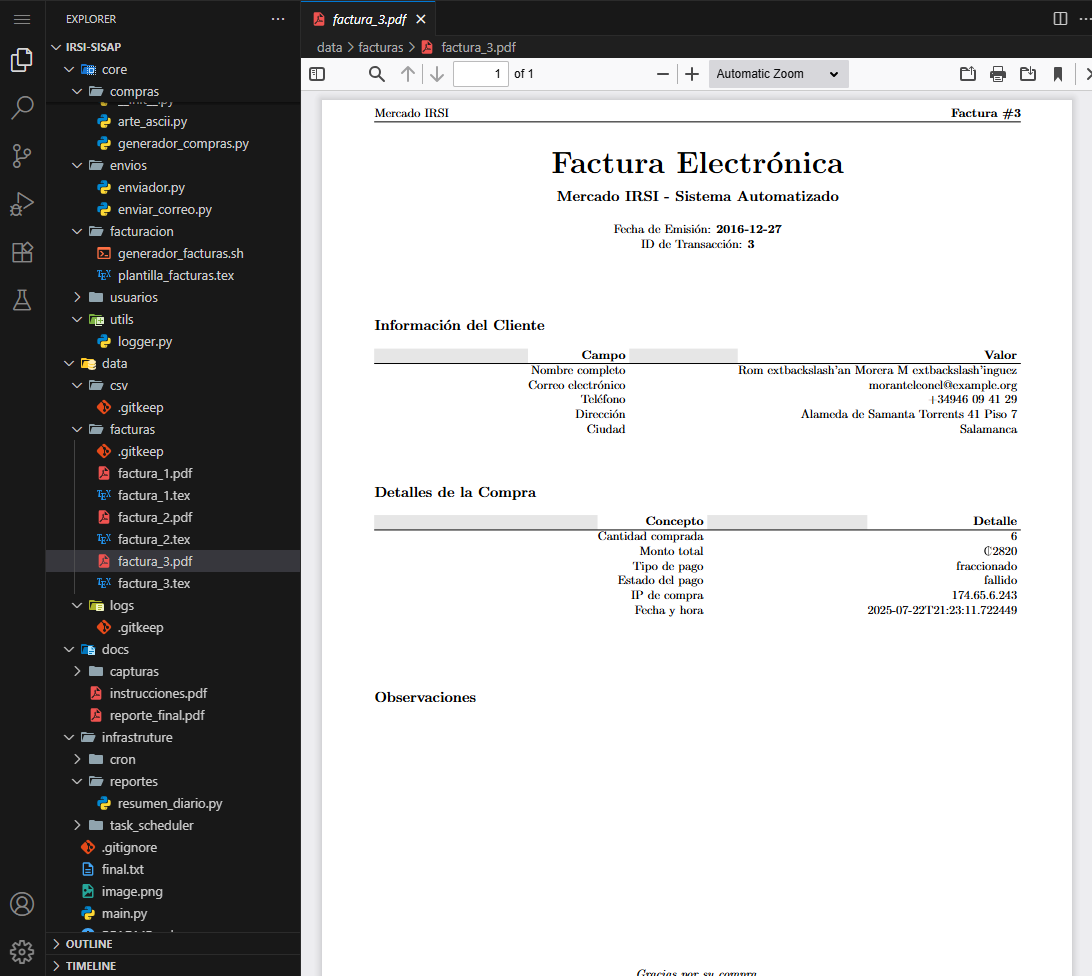 EXPLORER
IRSI-SISAP
core
compras
__init__.py
arte_ascii.py
generador_compras.py
envios
enviador.py
enviar_correo.py
facturacion
generador_facturas.sh
plantilla_facturas.tex
usuarios
utils
logger.py
data
csv
.gitkeep
facturas
.gitkeep
factura_1.pdf
factura_1.tex
factura_2.pdf
factura_2.tex
factura_3.pdf
factura_3.tex
logs
.gitkeep
docs
capturas
instrucciones.pdf
reporte_final.pdf
infrastruture
cron
reportes
resumen_diario.py
task_scheduler
.gitignore
final.txt
image.png
main.py
OUTLINE
TIMELINE
factura_3.pdf
data > facturas > factura_3.pdf
1 of 1 Automatic Zoom
Mercado IRSI Factura #3
Factura Electrónica
Mercado IRSI - Sistema Automatizado
Fecha de Emisión: 2016-12-27
ID de Transacción: 3
Información del Cliente
Campo Valor
Nombre completo Rom extbackslash'an Morera M extbackslash'inguez
Correo electrónico moranteleonel@example.org
Teléfono +34946 09 41 29
Dirección Alameda de Samanta Torrents 41 Piso 7
Ciudad Salamanca
Detalles de la Compra
Concepto Detalle
Cantidad comprada 6
Monto total ₡2820
Tipo de pago fraccionado
Estado del pago fallido
IP de compra 174.65.6.243
Fecha y hora 2025-07-22T21:23:11.722449
Observaciones
Gracias por su compra